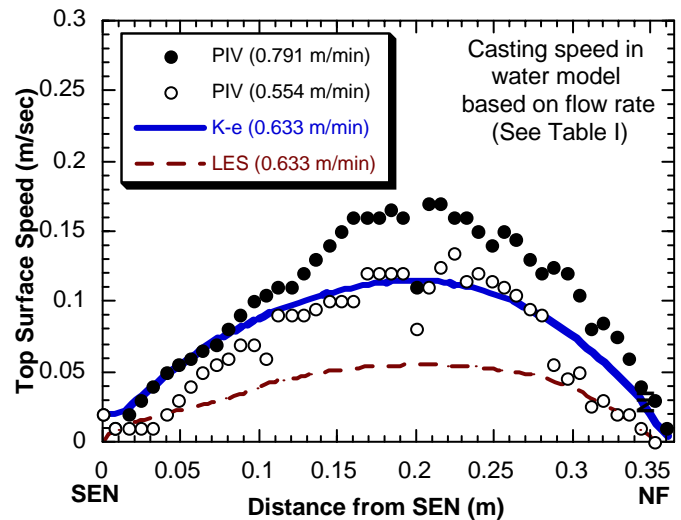 0.3
0.25
0.2
0.15
0.1
0.05
0
Top Surface Speed (m/sec)
PIV (0.791 m/min)
PIV (0.554 m/min)
K-e (0.633 m/min)
LES (0.633 m/min)
Casting speed in
water model
based on flow rate
(See Table I)
0 0.05 0.1 0.15 0.2 0.25 0.3 0.35
SEN NF
Distance from SEN (m)